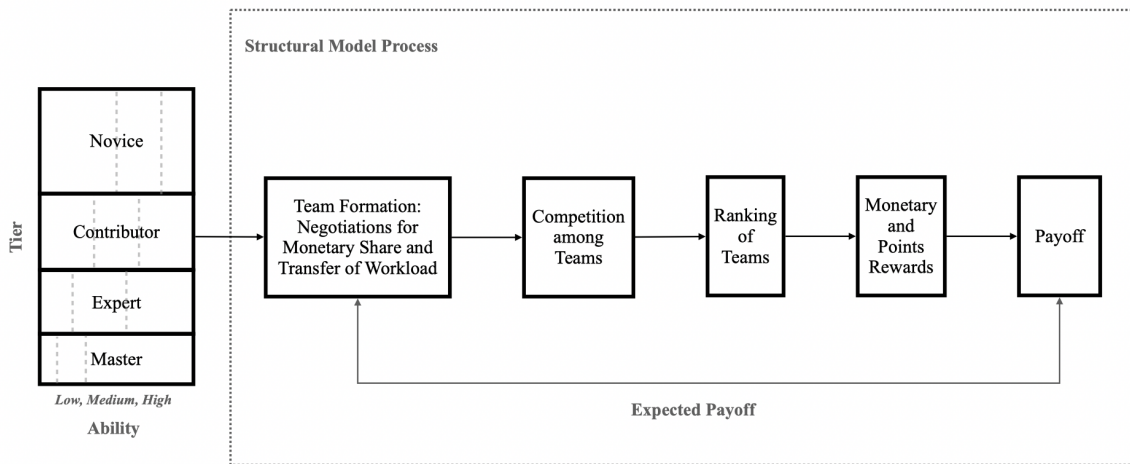 Structural Model Process
Tier
Novice
Contributor
Expert
Master
Low, Medium, High
Ability
Team Formation:
Negotiations for
Monetary Share and
Transfer of Workload
Competition
among
Teams
Ranking
of
Teams
Monetary
and
Points
Rewards
Payoff
Expected Payoff